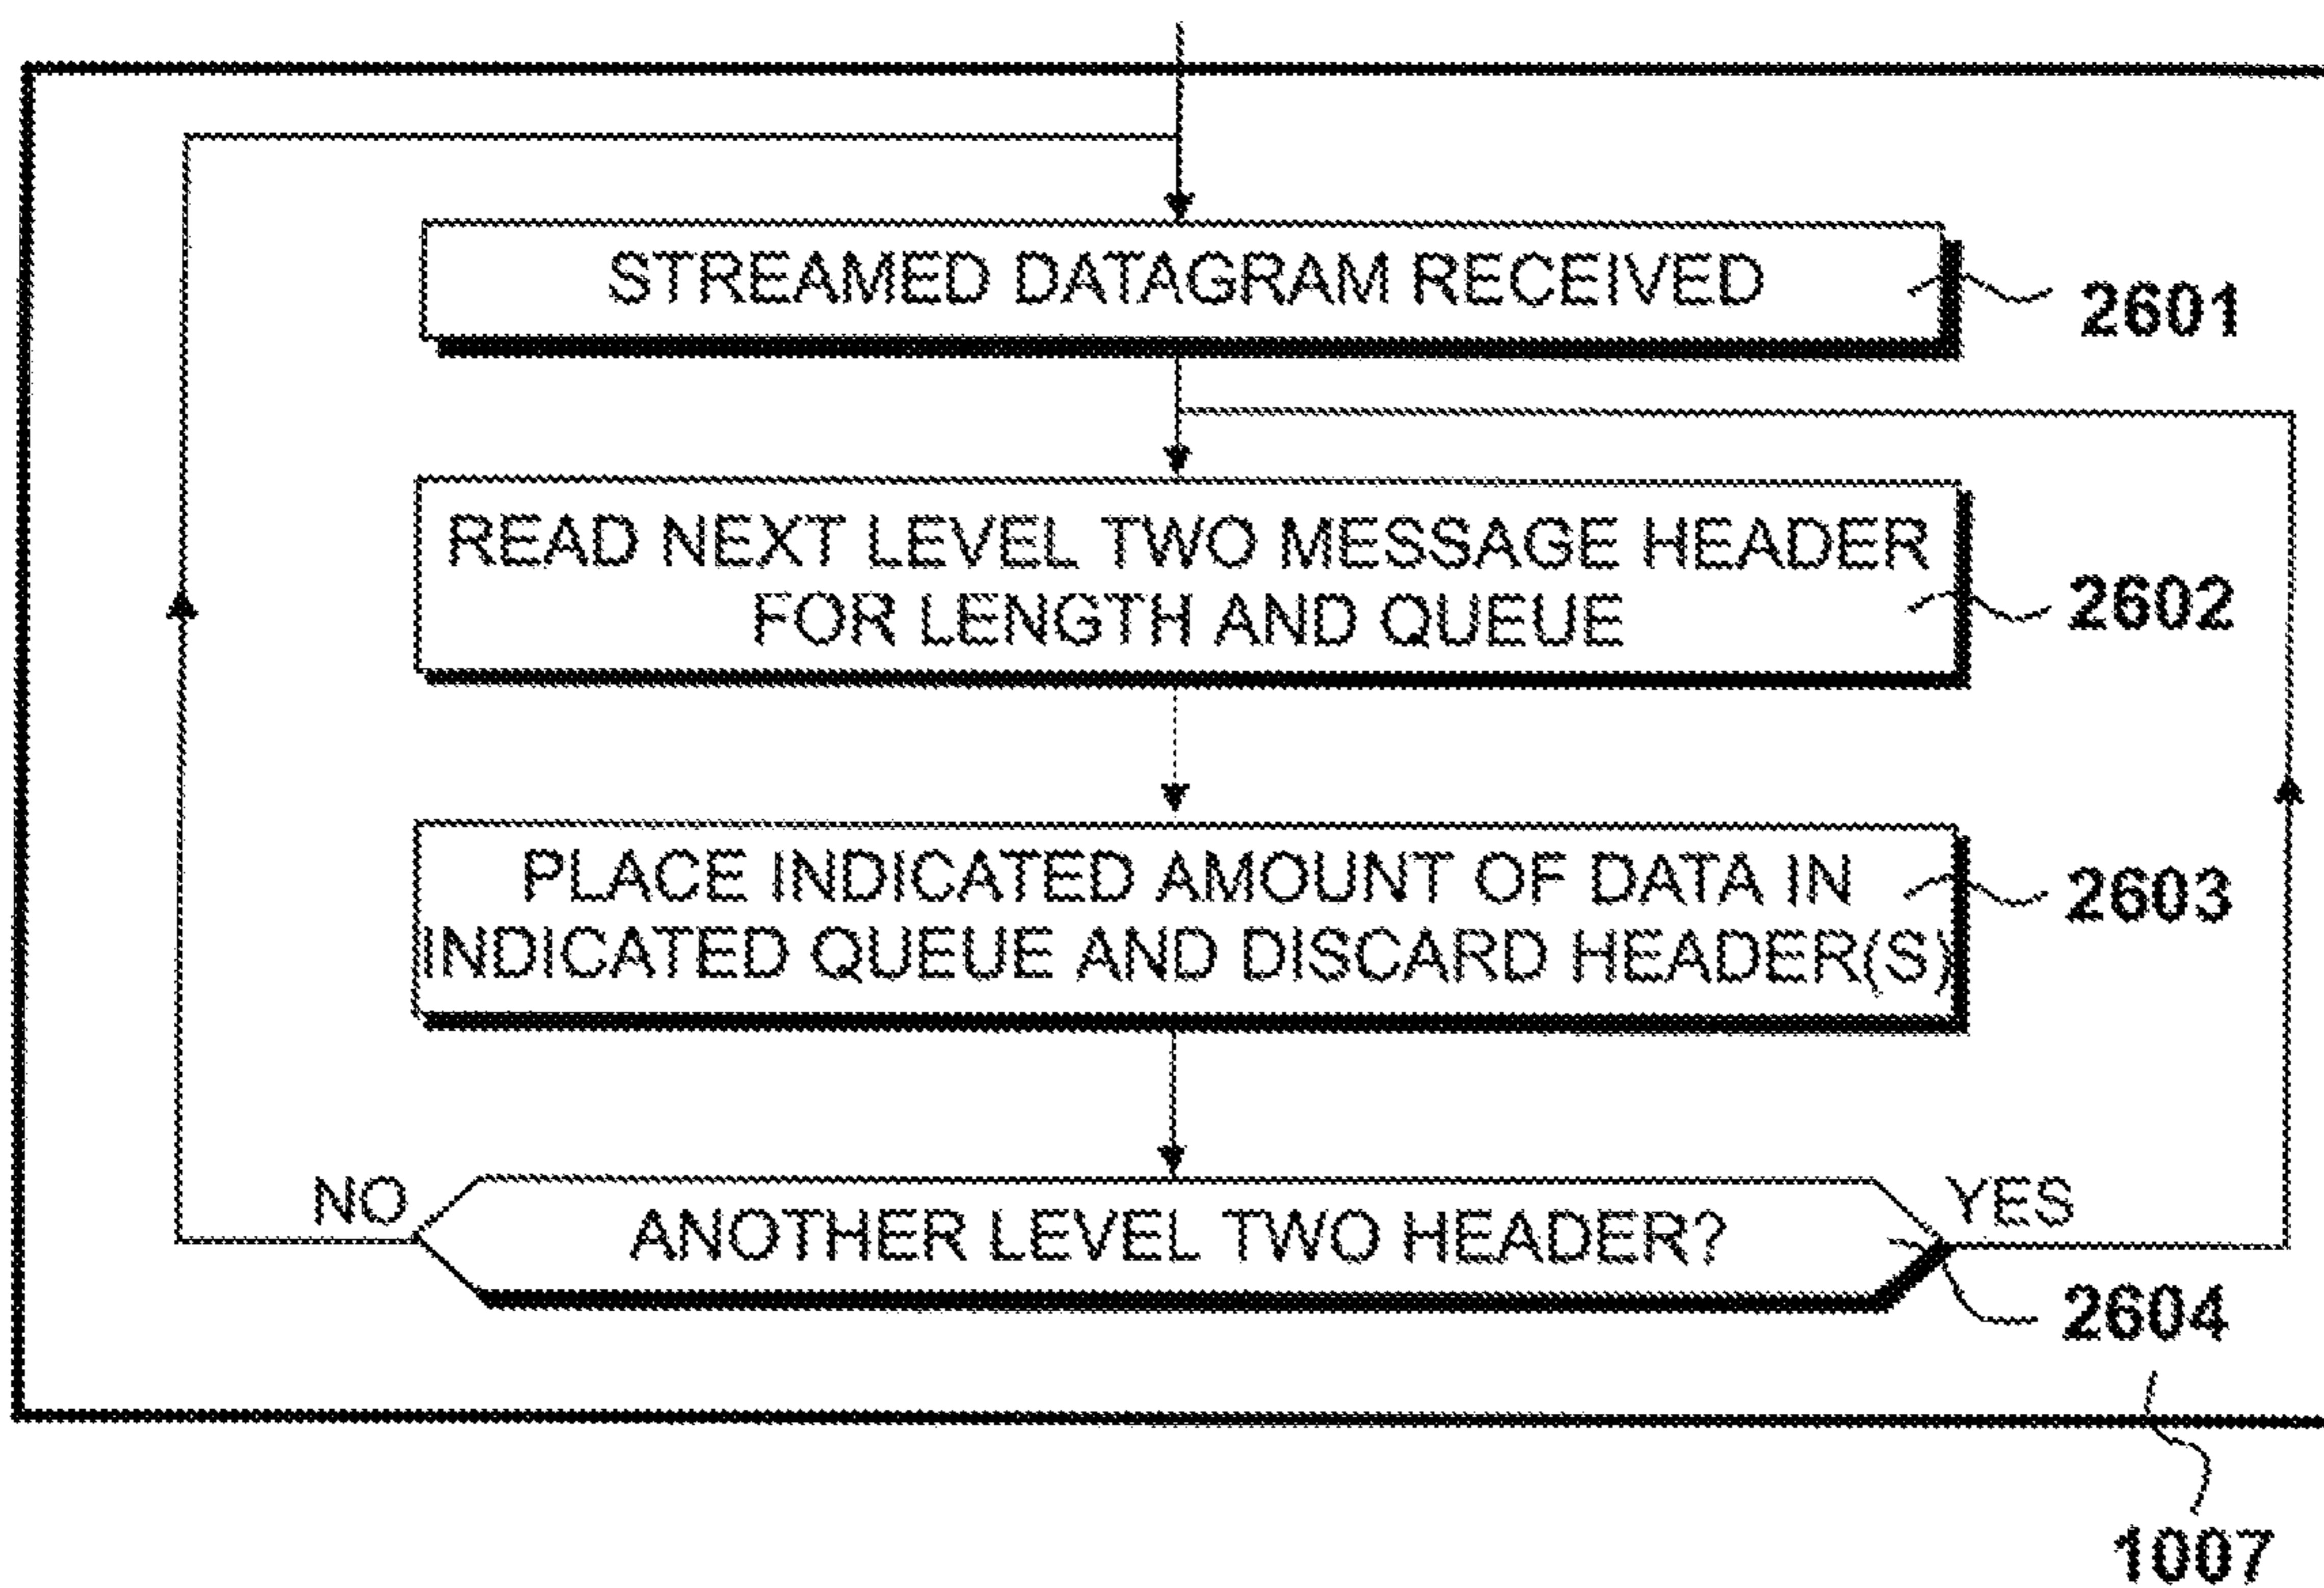 STREAMED DATAGRAM RECEIVED
2601
READ NEXT LEVEL TWO MESSAGE HEADER
FOR LENGTH AND QUEUE
2602
PLACE INDICATED AMOUNT OF DATA IN
INDICATED QUEUE AND DISCARD HEADER(S)
2603
NO
ANOTHER LEVEL TWO HEADER?
YES
2604
1007